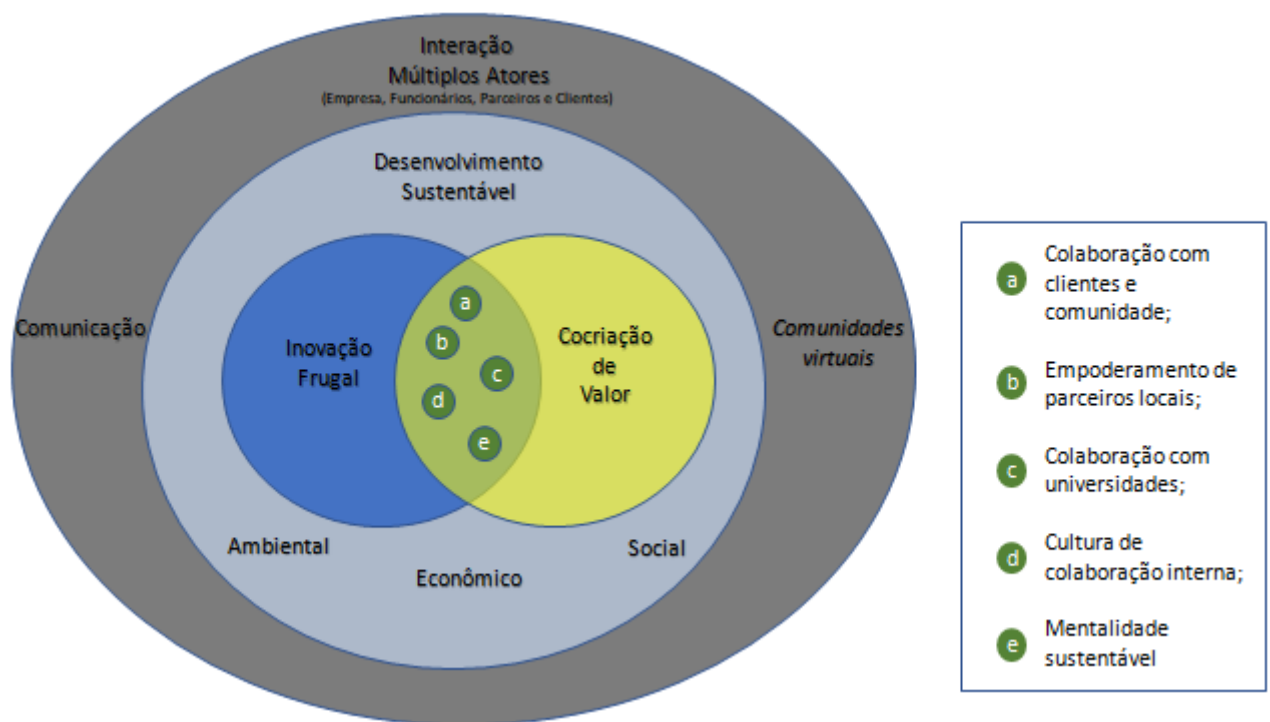 Interação
Múltiplos Atores
(Empresa, Funcionários, Parceiros e Clientes)
Desenvolvimento
Sustentável
Comunicação
Inovação
Frugal
a
b
c
d
e
Cocriação
de
Valor
Comunidades
virtuais
Ambiental
Econômico
Social
a Colaboração com
clientes e
comunidade;
b Empoderamento de
parceiros locais;
c Colaboração com
universidades;
d Cultura de
colaboração interna;
e Mentalidade
sustentável